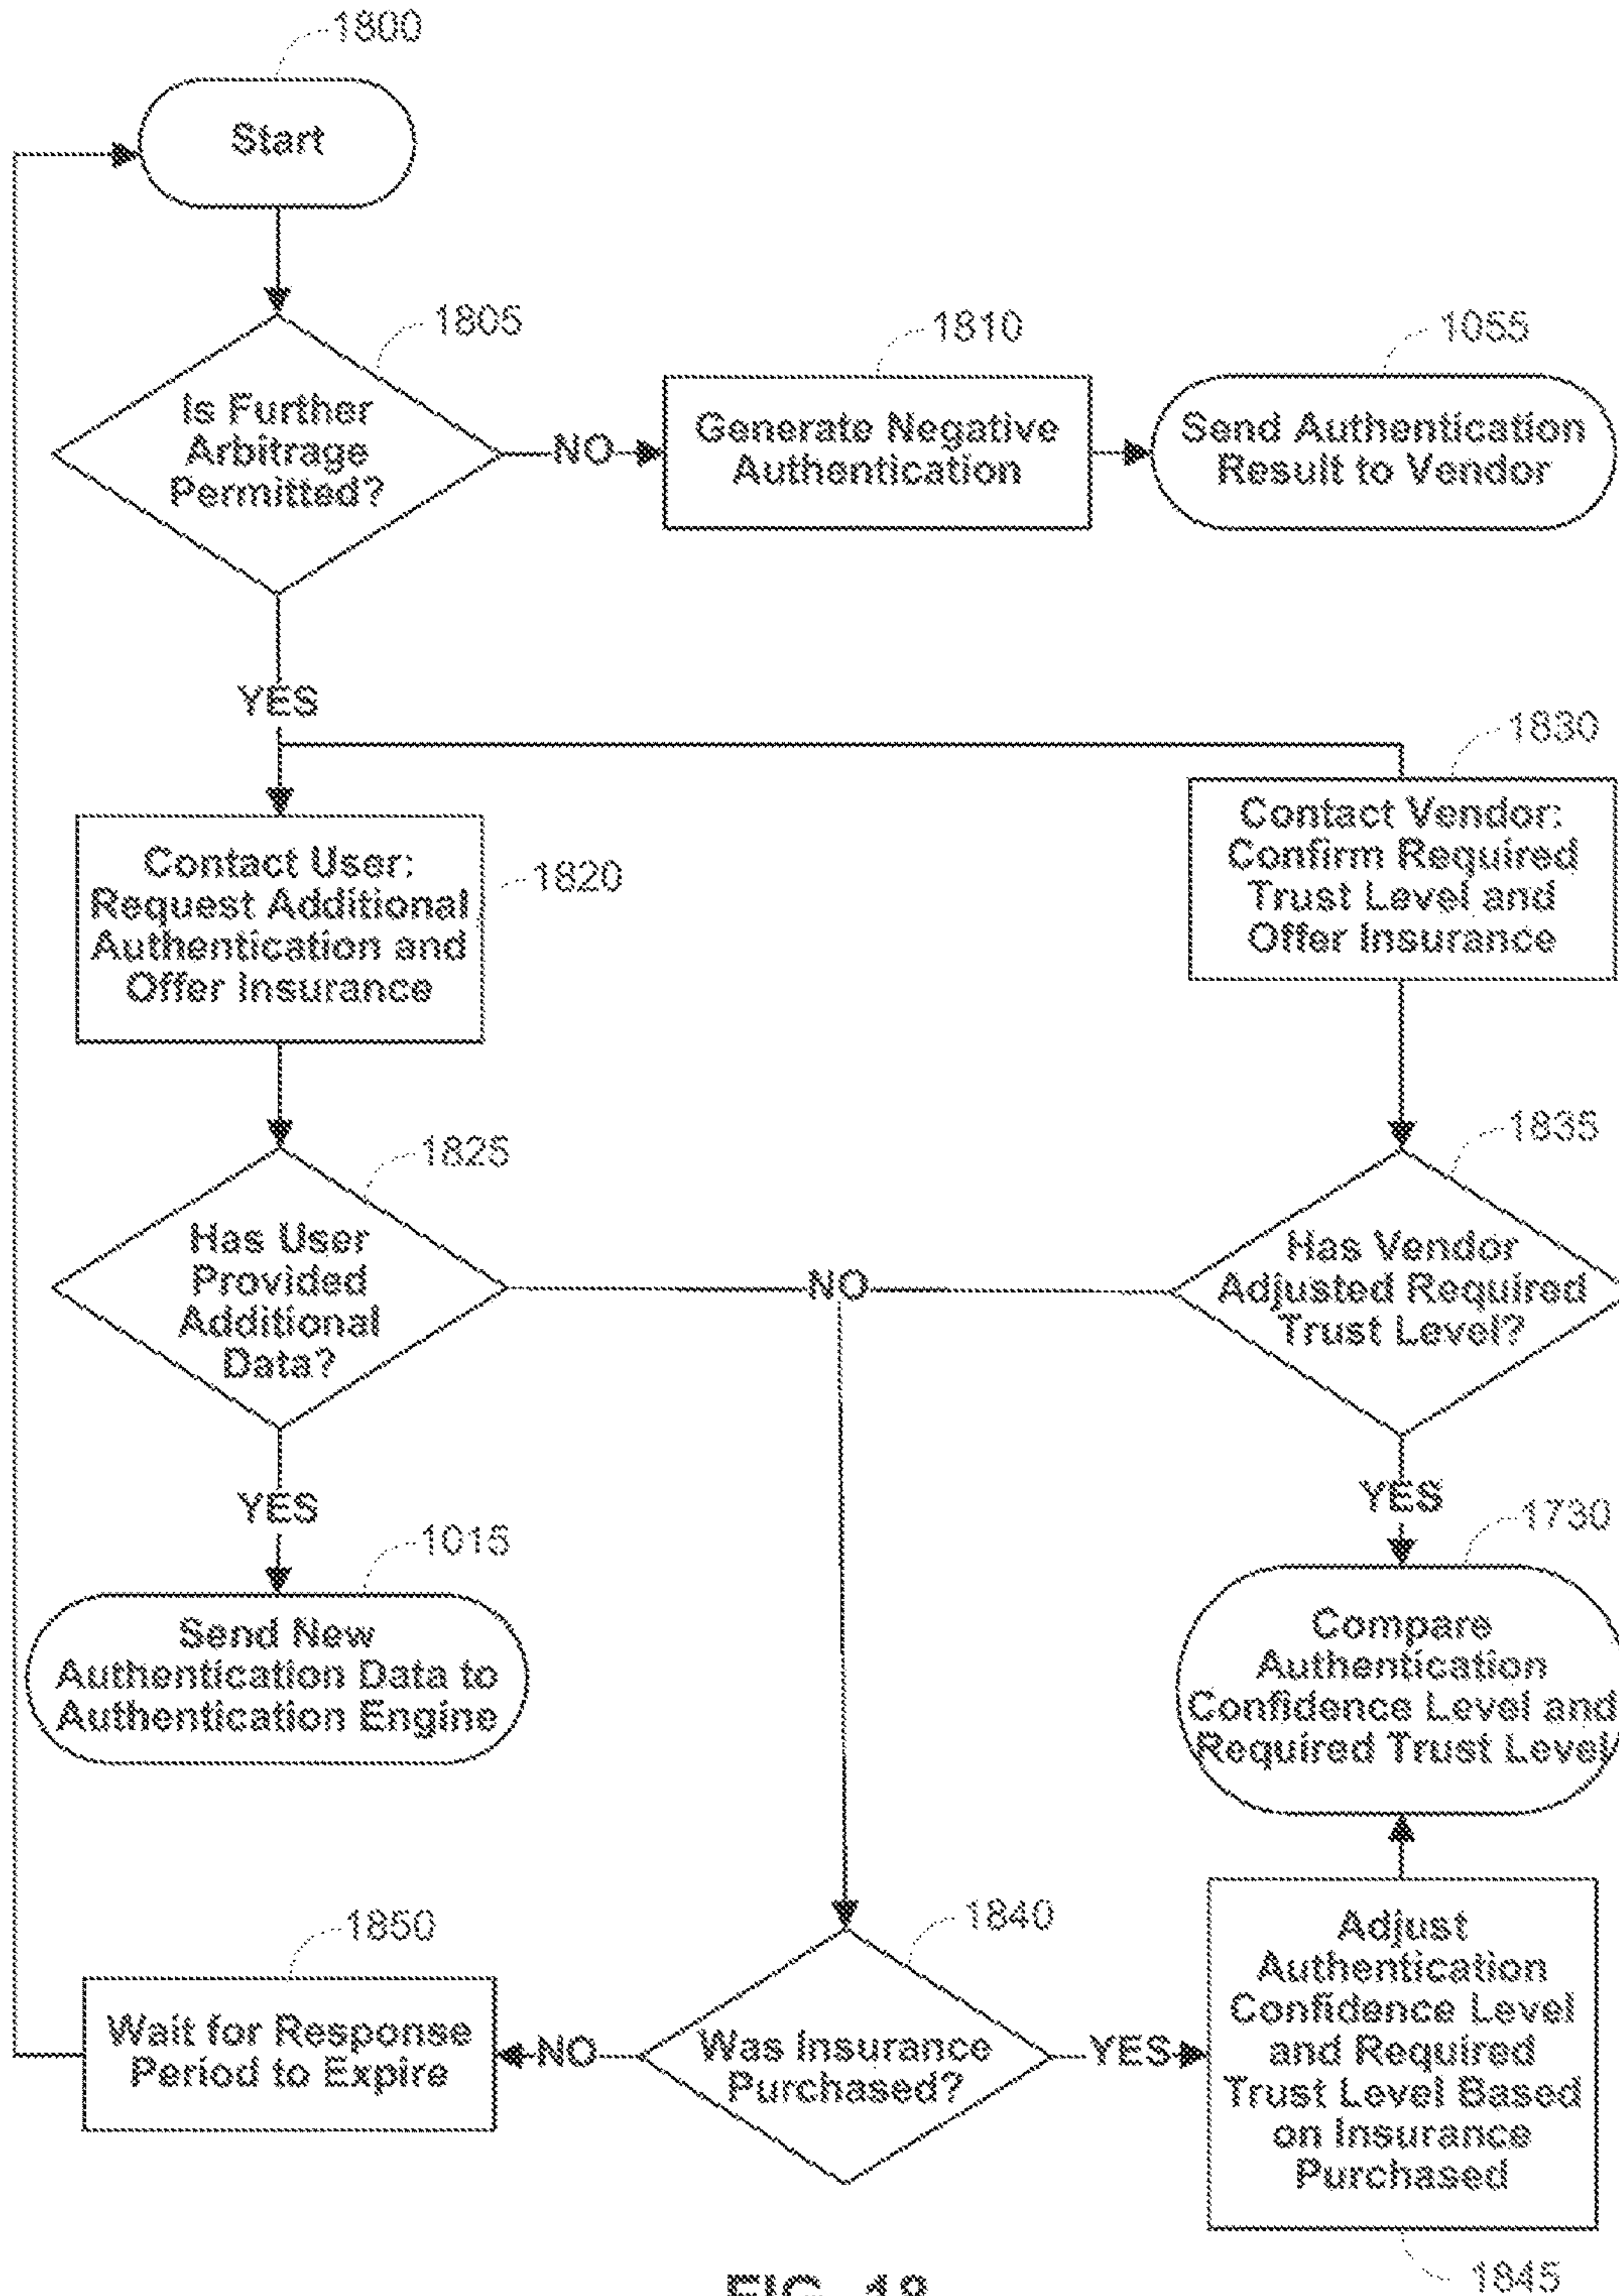 1800
Start
1805
Is Further
Arbitrage
Permitted?
NO
1810
Generate Negative
Authentication
1055
Send Authentication
Result to Vendor
YES
1830
Contact Vendor:
Confirm Required
Trust Level and
Offer Insurance
Contact User:
Request Additional
Authentication and
Offer Insurance
1820
1825
Has User
Provided
Additional
Data?
NO
1835
Has Vendor
Adjusted Required
Trust Level?
YES
1015
Send New
Authentication Data to
Authentication Engine
YES
1730
Compare
Authentication
Confidence Level and
Required Trust Level
1850
Wait for Response
Period to Expire
NO
1840
Was Insurance
Purchased?
YES
Adjust
Authentication
Confidence Level
and Required
Trust Level Based
on Insurance
Purchased
1845
FIG. 18